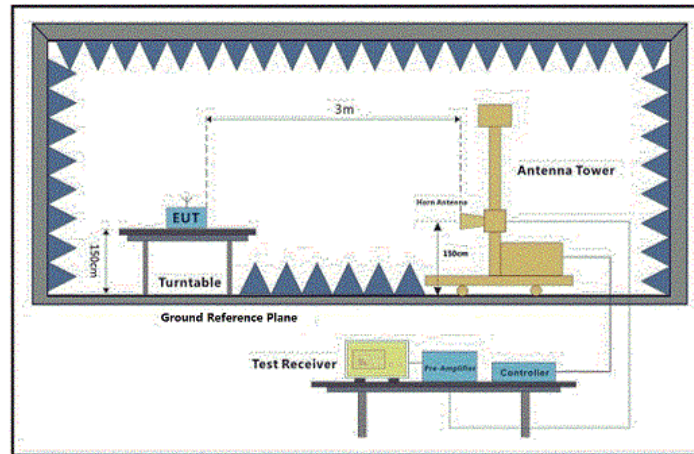 3m
Antenna Tower
Horn Antenna
EUT
150cm
150cm
Turntable
Ground Reference Plane
Test Receiver
Pre-Amplifier
Controller